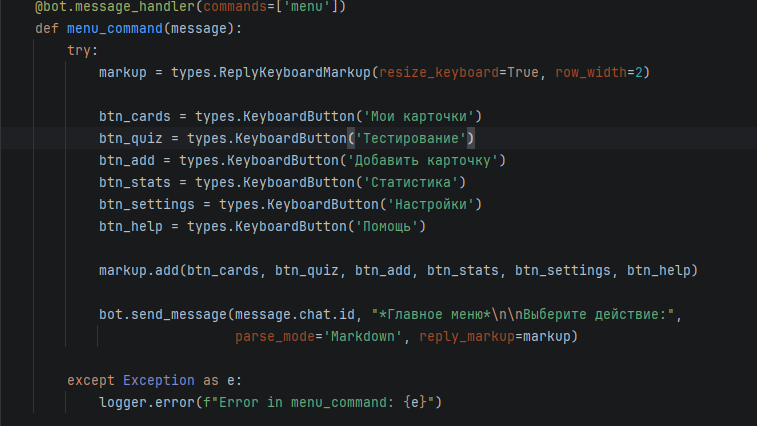 @bot.message_handler(commands=['menu'])
def menu_command(message):
try:
markup = types.ReplyKeyboardMarkup(resize_keyboard=True, row_width=2)
btn_cards = types.KeyboardButton('Мои карточки')
btn_quiz = types.KeyboardButton('Тестирование')
btn_add = types.KeyboardButton('Добавить карточку')
btn_stats = types.KeyboardButton('Статистика')
btn_settings = types.KeyboardButton('Настройки')
btn_help = types.KeyboardButton('Помощь')
markup.add(btn_cards, btn_quiz, btn_add, btn_stats, btn_settings, btn_help)
bot.send_message(message.chat.id, "*Главное меню*\n\nВыберите действие:",
parse_mode='Markdown', reply_markup=markup)
except Exception as e:
logger.error(f"Error in menu_command: {e}")